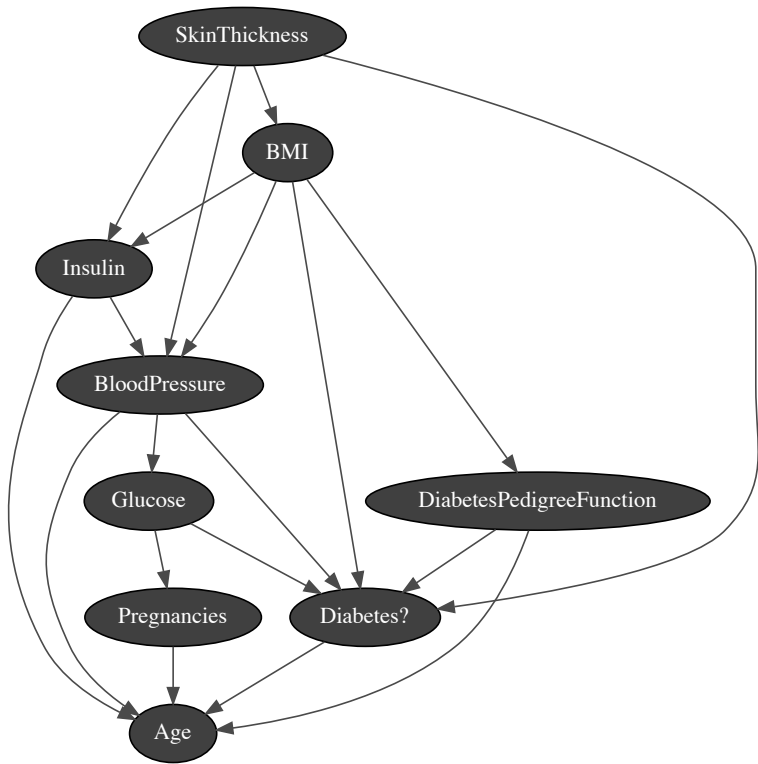 SkinThickness
BMI
Insulin
BloodPressure
Glucose
DiabetesPedigreeFunction
Pregnancies
Diabetes?
Age